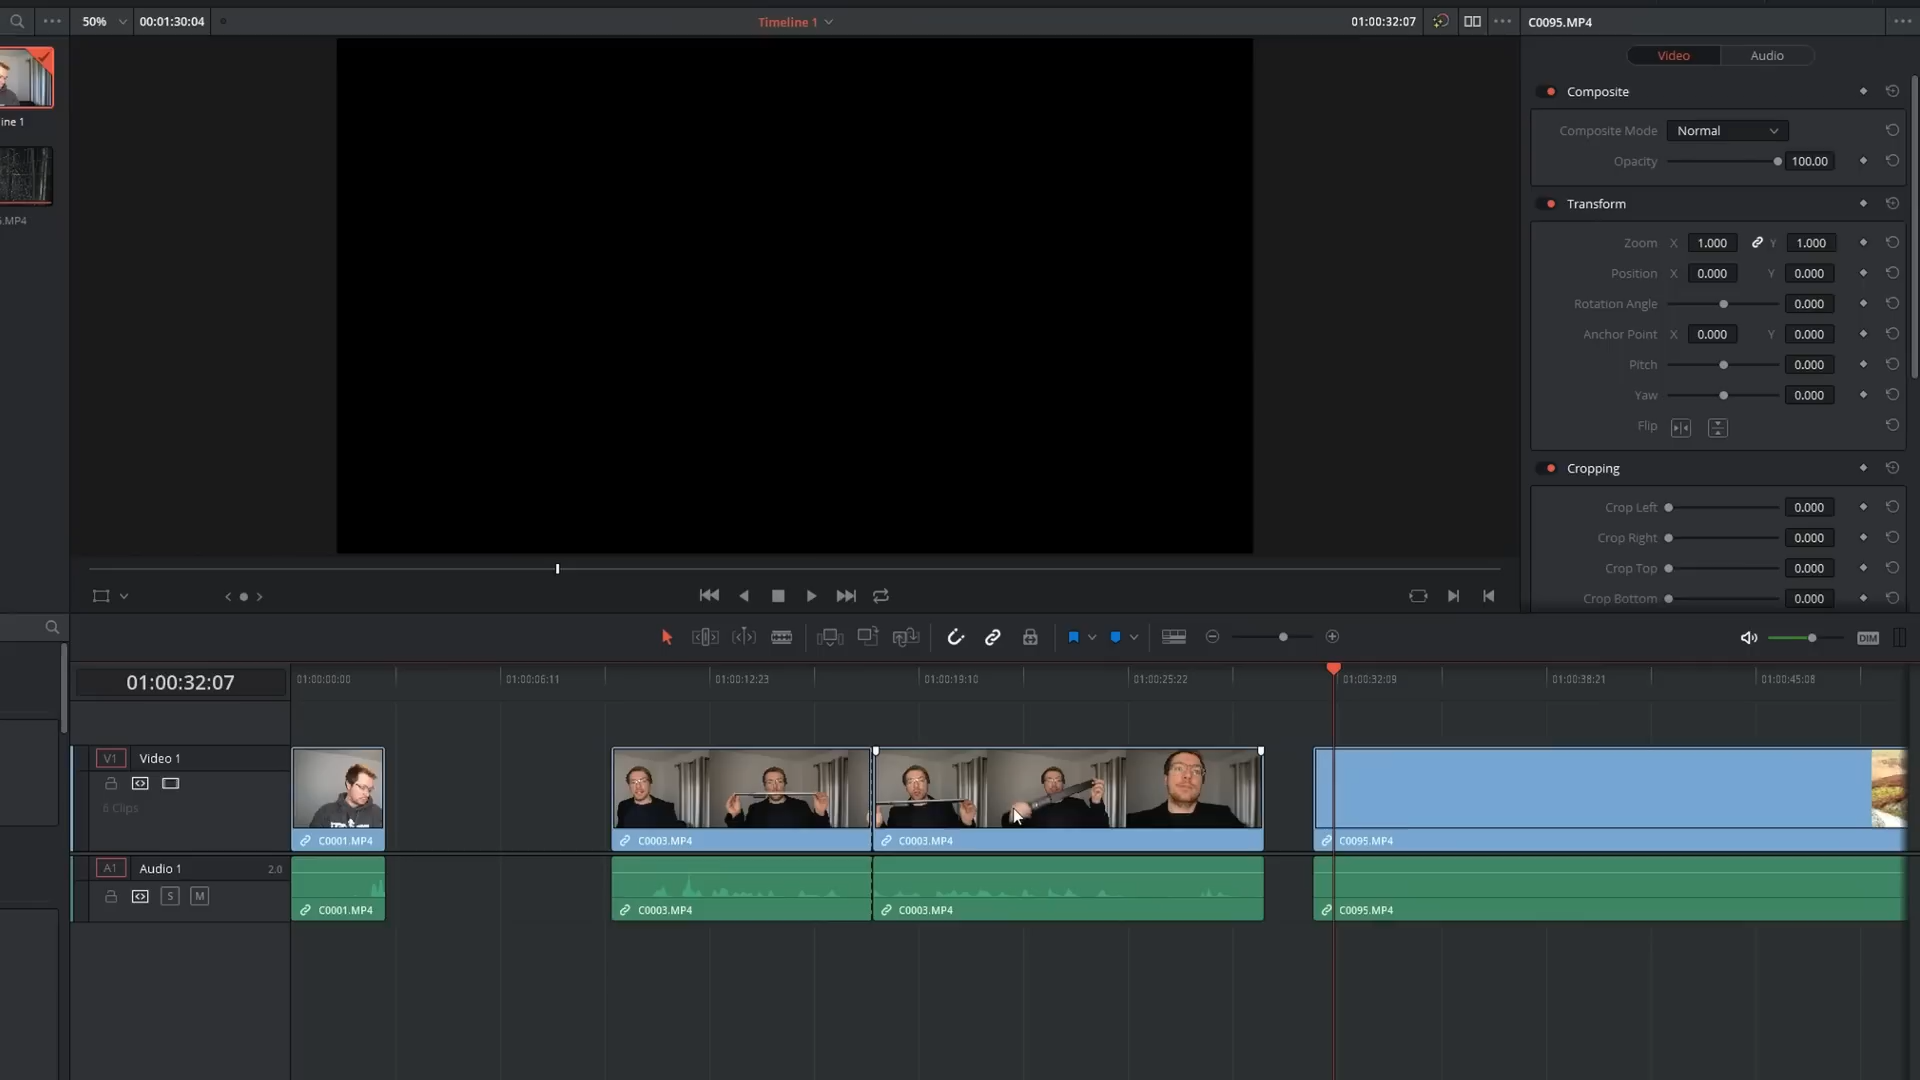 50% 00:01:30:04 Timeline 1 01:00:32:07 C0095.MP4
Video Audio
Composite
Composite Mode Normal
Opacity 100.00
Transform
Zoom X 1.000 Y 1.000
Position X 0.000 Y 0.000
Rotation Angle 0.000
Anchor Point X 0.000 Y 0.000
Pitch 0.000
Yaw 0.000
Flip
Cropping
Crop Left 0.000
Crop Right 0.000
Crop Top 0.000
Crop Bottom 0.000
ine 1
.MP4
DIM
01:00:32:07
01:00:00:00 01:00:06:11 01:00:12:23 01:00:19:10 01:00:25:22 01:00:32:09 01:00:38:21 01:00:45:08
V1 Video 1
8 Clips
C0001.MP4 C0003.MP4 C0003.MP4 C0095.MP4
A1 Audio 1 2.0
S M
C0001.MP4 C0003.MP4 C0003.MP4 C0095.MP4